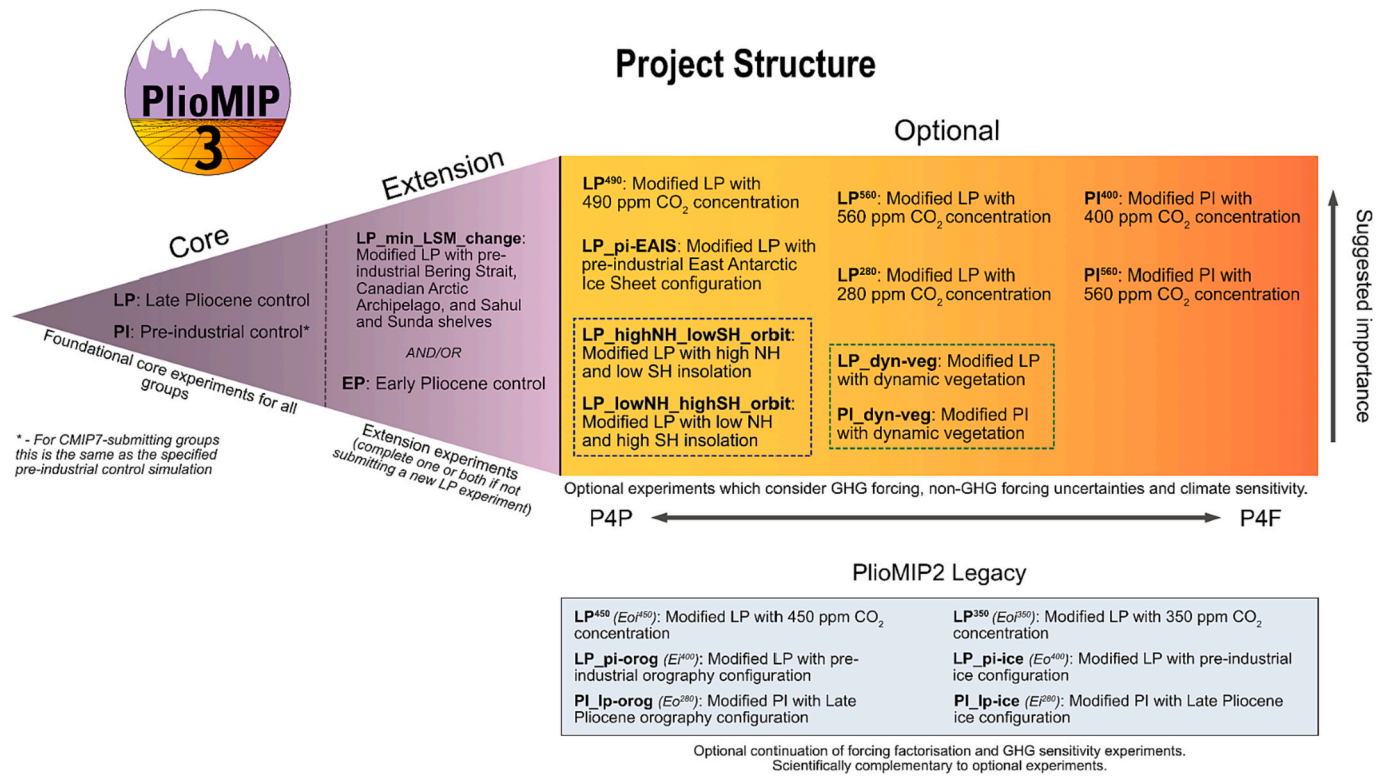 PlioMIP
3
Project Structure
Core
Extension
Optional
LP: Late Pliocene control
PI: Pre-industrial control*
Foundational core experiments for all
groups
* - For CMIP7-submitting groups
this is the same as the specified
pre-industrial control simulation
LP_min_LSM_change:
Modified LP with pre-
industrial Bering Strait,
Canadian Arctic
Archipelago, and Sahul
and Sunda shelves
AND/OR
EP: Early Pliocene control
Extension experiments
(complete one or both if not
submitting a new LP experiment)
LP⁴⁹⁰: Modified LP with
490 ppm CO₂ concentration
LP_pi-EAIS: Modified LP with
pre-industrial East Antarctic
Ice Sheet configuration
LP_highNH_lowSH_orbit:
Modified LP with high NH
and low SH insolation
LP_lowNH_highSH_orbit:
Modified LP with low NH
and high SH insolation
LP⁵⁶⁰: Modified LP with
560 ppm CO₂ concentration
LP²⁸⁰: Modified LP with
280 ppm CO₂ concentration
LP_dyn-veg: Modified LP
with dynamic vegetation
PI_dyn-veg: Modified PI
with dynamic vegetation
PI⁴⁰⁰: Modified PI with
400 ppm CO₂ concentration
PI⁵⁶⁰: Modified PI with
560 ppm CO₂ concentration
Suggested importance
Optional experiments which consider GHG forcing, non-GHG forcing uncertainties and climate sensitivity.
P4P
P4F
PlioMIP2 Legacy
LP⁴⁵⁰ (Eoi⁴⁵⁰): Modified LP with 450 ppm CO₂
concentration
LP_pi-orog (Ei⁴⁰⁰): Modified LP with pre-
industrial orography configuration
PI_lp-orog (Eo²⁸⁰): Modified PI with Late
Pliocene orography configuration
LP³⁵⁰ (Eoi³⁵⁰): Modified LP with 350 ppm CO₂
concentration
LP_pi-ice (Eo⁴⁰⁰): Modified LP with pre-industrial
ice configuration
PI_lp-ice (Ei²⁸⁰): Modified PI with Late Pliocene
ice configuration
Optional continuation of forcing factorisation and GHG sensitivity experiments.
Scientifically complementary to optional experiments.